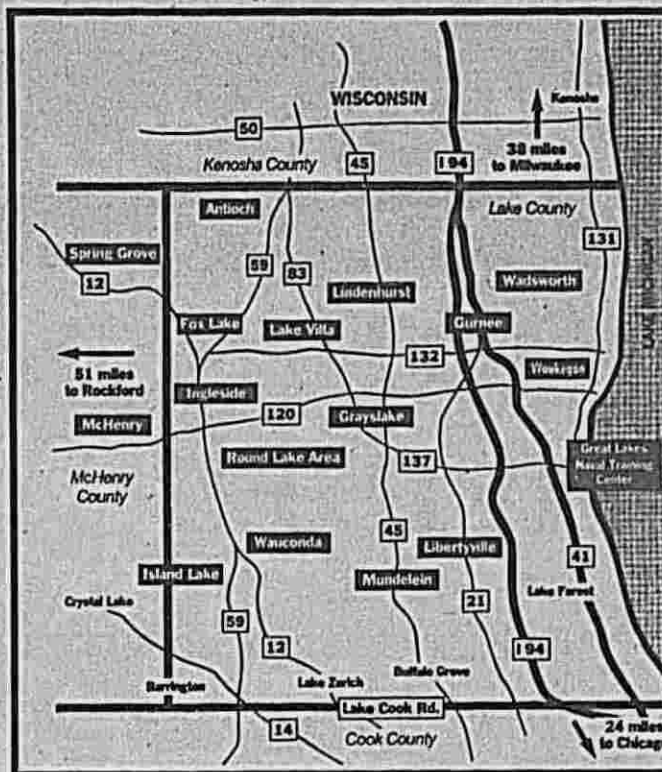 WISCONSIN
Kenosha
50
Kenosha County
45
I 94
38 miles
to Milwaukee
Antioch
Lake County
131
Spring Grove
12
59
83
Lindenhurst
Wadsworth
LAKE MICHIGAN
Fox Lake
Lake Villa
Gurnee
51 miles
to Rockford
132
Waukegan
Ingleside
McHenry
120
Grayslake
Round Lake Area
137
Great Lakes
Naval Training
Center
McHenry
County
45
Wauconda
Libertyville
41
Island Lake
Mundelein
Lake Forest
Crystal Lake
59
21
12
I 94
Buffalo Grove
Barrington
Lake Zurich
Lake Cook Rd.
14
Cook County
24 miles
to Chicago